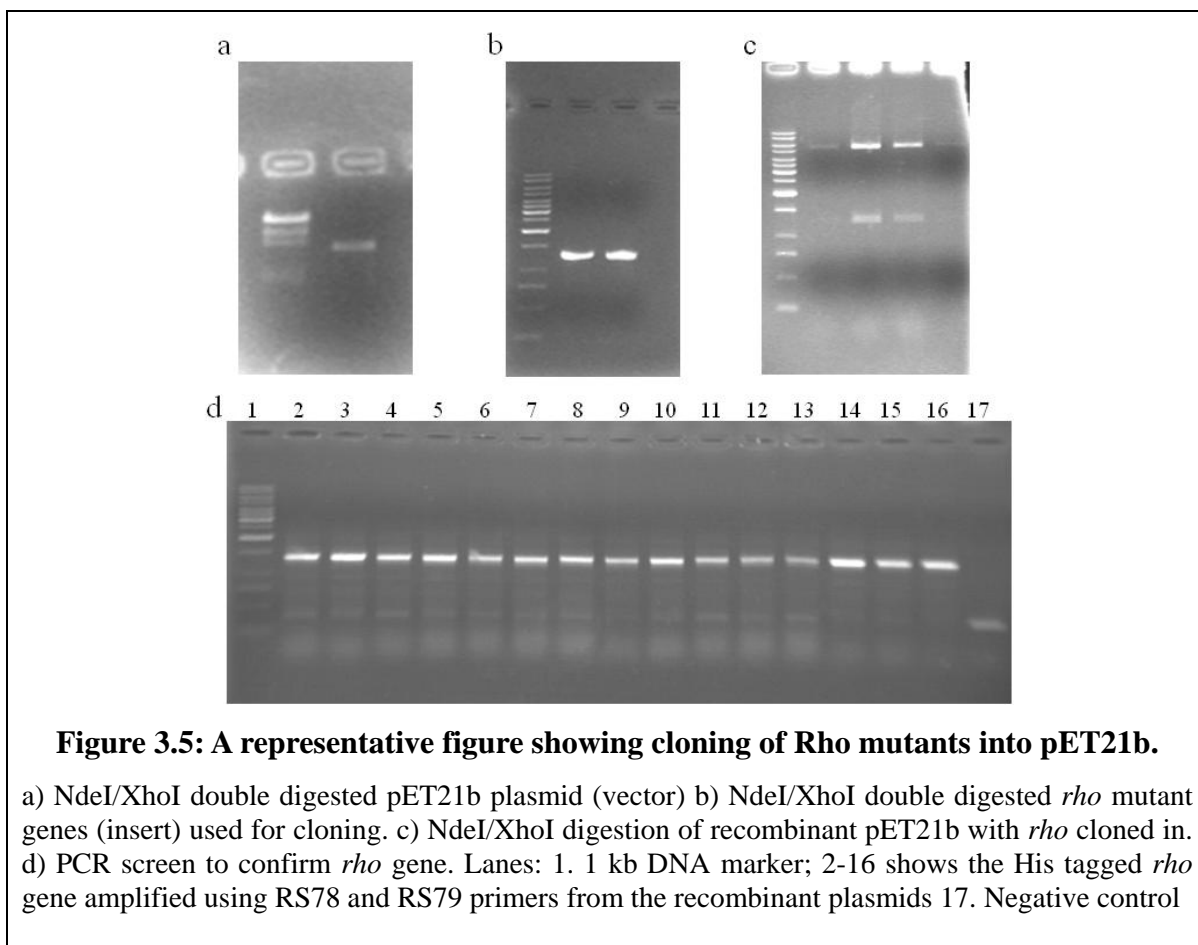 a
b
c
d 1 2 3 4 5 6 7 8 9 10 11 12 13 14 15 16 17
Figure 3.5: A representative figure showing cloning of Rho mutants into pET21b.
a) NdeI/XhoI double digested pET21b plasmid (vector) b) NdeI/XhoI double digested rho mutant
genes (insert) used for cloning. c) NdeI/XhoI digestion of recombinant pET21b with rho cloned in.
d) PCR screen to confirm rho gene. Lanes: 1. 1 kb DNA marker; 2-16 shows the His tagged rho
gene amplified using RS78 and RS79 primers from the recombinant plasmids 17. Negative control